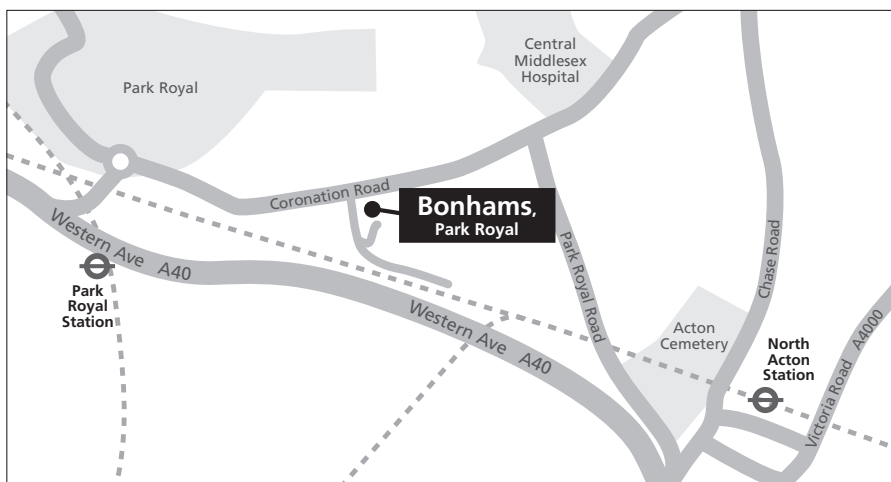 Central
Middlesex
Hospital
Park Royal
Coronation Road
Bonhams,
Park Royal
Western Ave A40
Park
Royal
Station
Park Royal Road
Chase Road
Western Ave A40
Acton
Cemetery
North
Acton
Station
Victoria Road A4000